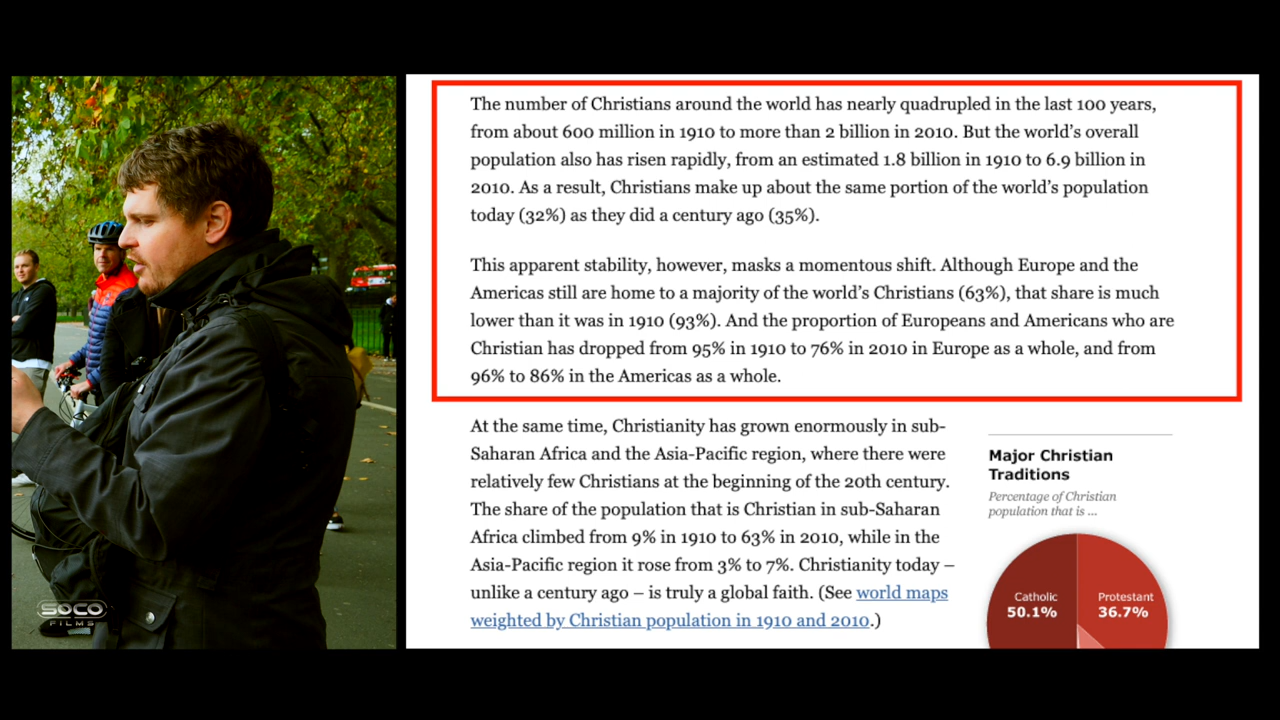 The number of Christians around the world has nearly quadrupled in the last 100 years,
from about 600 million in 1910 to more than 2 billion in 2010. But the world's overall
population also has risen rapidly, from an estimated 1.8 billion in 1910 to 6.9 billion in
2010. As a result, Christians make up about the same portion of the world's population
today (32%) as they did a century ago (35%).
This apparent stability, however, masks a momentous shift. Although Europe and the
Americas still are home to a majority of the world's Christians (63%), that share is much
lower than it was in 1910 (93%). And the proportion of Europeans and Americans who are
Christian has dropped from 95% in 1910 to 76% in 2010 in Europe as a whole, and from
96% to 86% in the Americas as a whole.
At the same time, Christianity has grown enormously in sub-
Saharan Africa and the Asia-Pacific region, where there were
relatively few Christians at the beginning of the 20th century.
The share of the population that is Christian in sub-Saharan
Africa climbed from 9% in 1910 to 63% in 2010, while in the
Asia-Pacific region it rose from 3% to 7%. Christianity today –
unlike a century ago – is truly a global faith. (See world maps
weighted by Christian population in 1910 and 2010.)
Major Christian
Traditions
Percentage of Christian
population that is ...
Catholic
50.1%
Protestant
36.7%
SOCO
FILMS